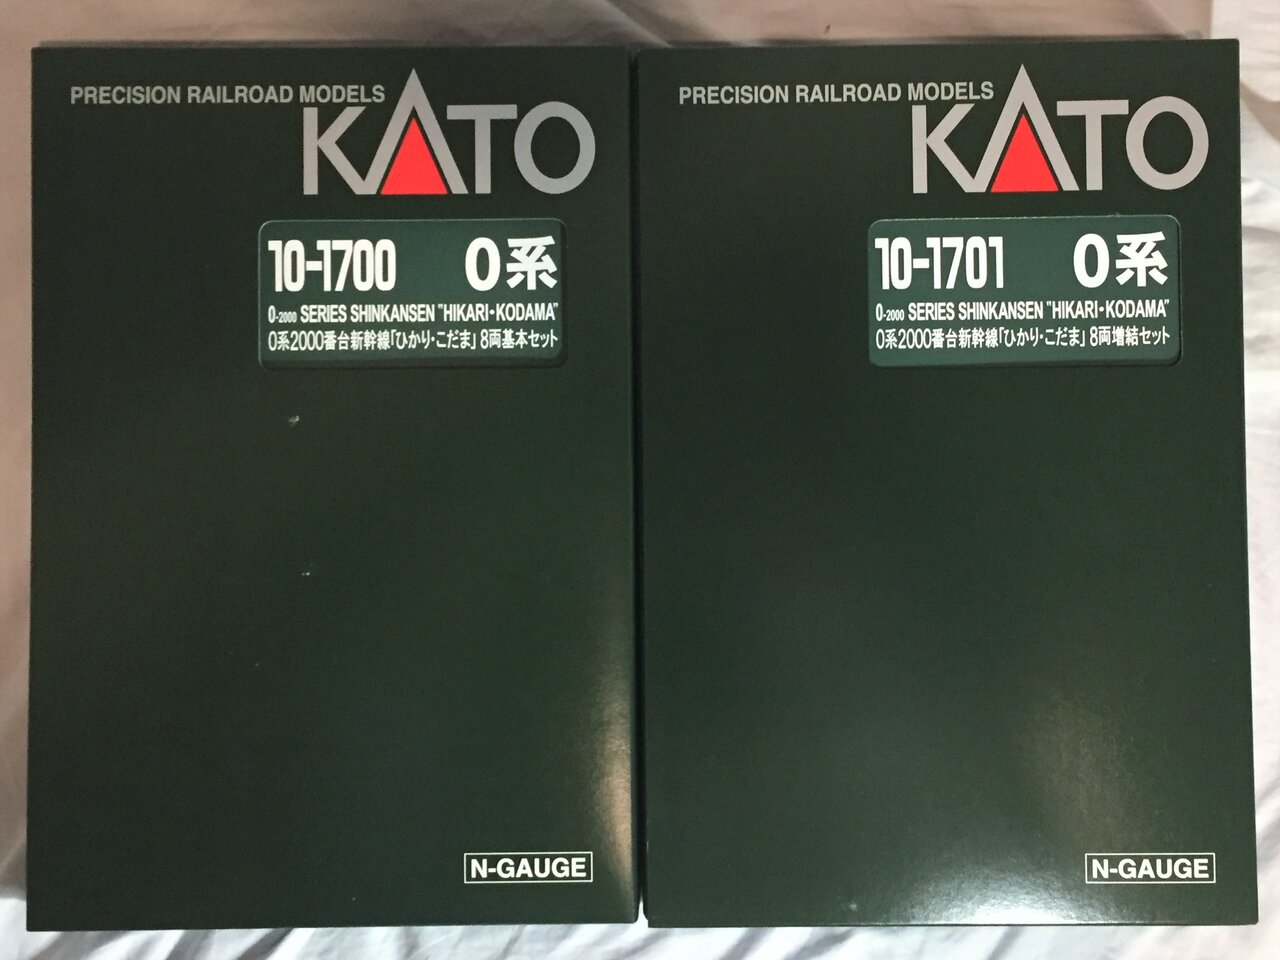 PRECISION RAILROAD MODELS
KATO
10-1700 0系
0-2000 SERIES SHINKANSEN "HIKARI・KODAMA"
0系2000番台新幹線「ひかり・こだま」 8両基本セット
N-GAUGE
PRECISION RAILROAD MODELS
KATO
10-1701 0系
0-2000 SERIES SHINKANSEN "HIKARI・KODAMA"
0系2000番台新幹線「ひかり・こだま」 8両増結セット
N-GAUGE